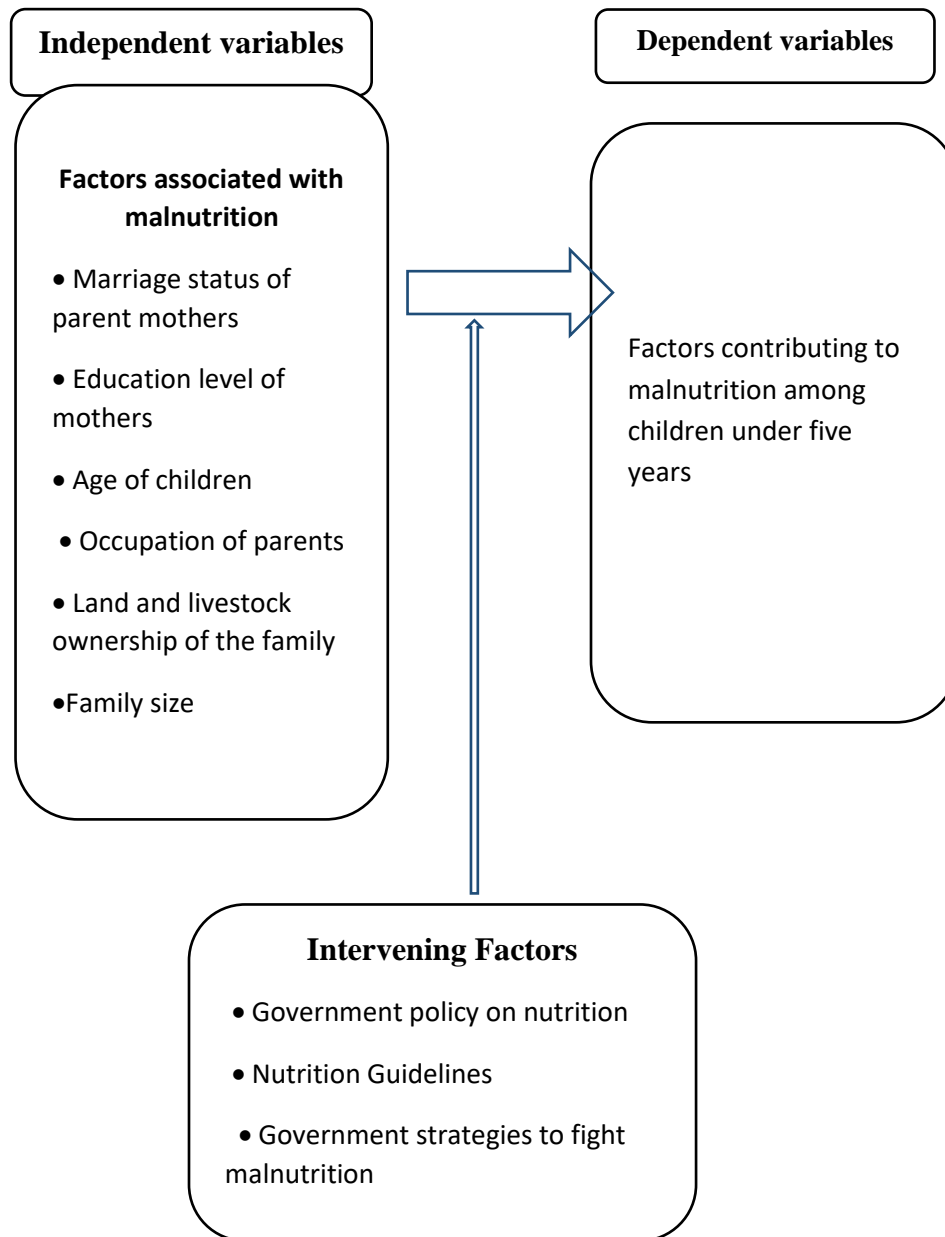 Independent variables
Factors associated with
malnutrition
• Marriage status of
parent mothers
• Education level of
mothers
• Age of children
• Occupation of parents
• Land and livestock
ownership of the family
•Family size
Dependent variables
Factors contributing to
malnutrition among
children under five
years
Intervening Factors
• Government policy on nutrition
• Nutrition Guidelines
• Government strategies to fight
malnutrition